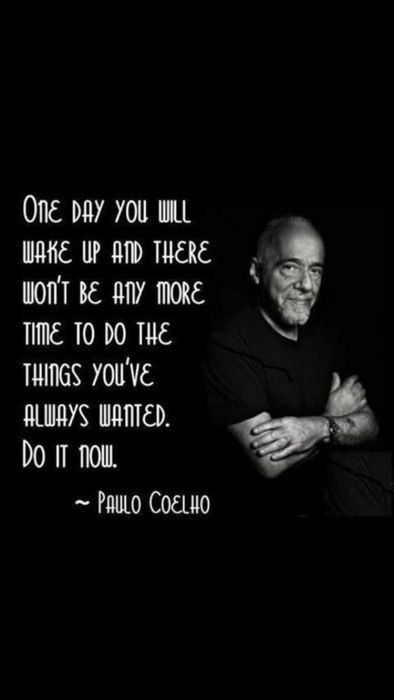 One day you will
wake up and there
won't be any more
time to do the
things you've
always wanted.
Do it now.
~ Paulo Coelho